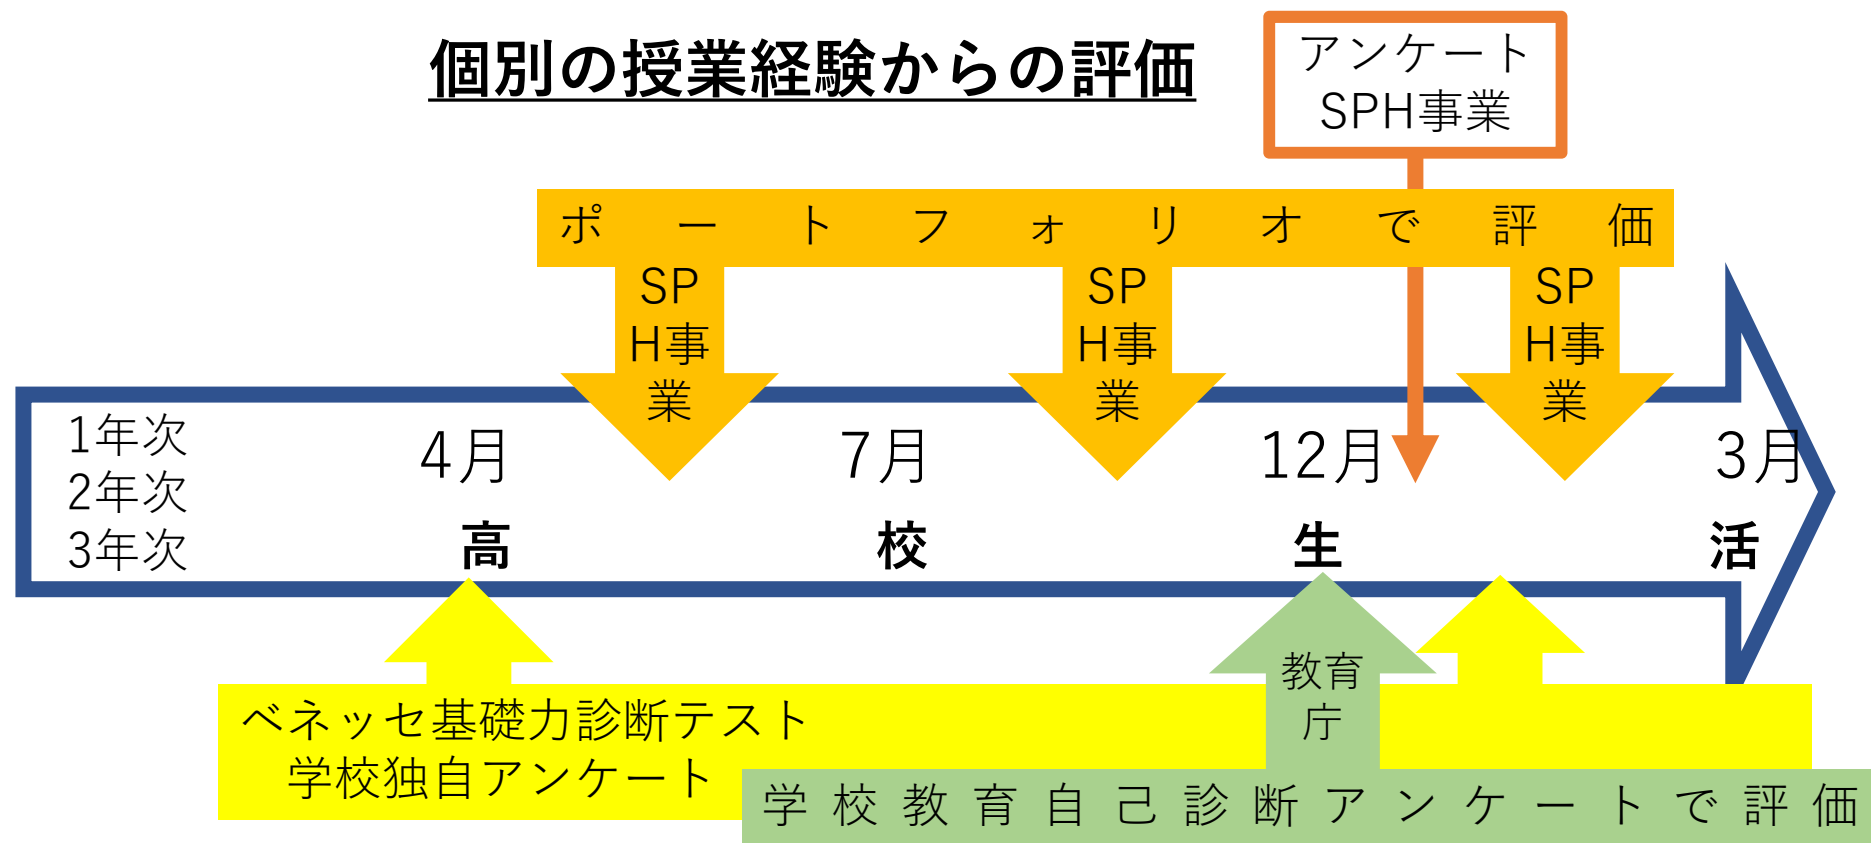 個別の授業経験からの評価
アンケート
SPH事業
ポートフォリオで評価
SP
H事
業
SP
H事
業
SP
H事
業
1年次
2年次
3年次
4月
7月
12月
3月
高校生活
教育
庁
ベネッセ基礎力診断テスト
学校独自アンケート
学校教育自己診断アンケートで評価